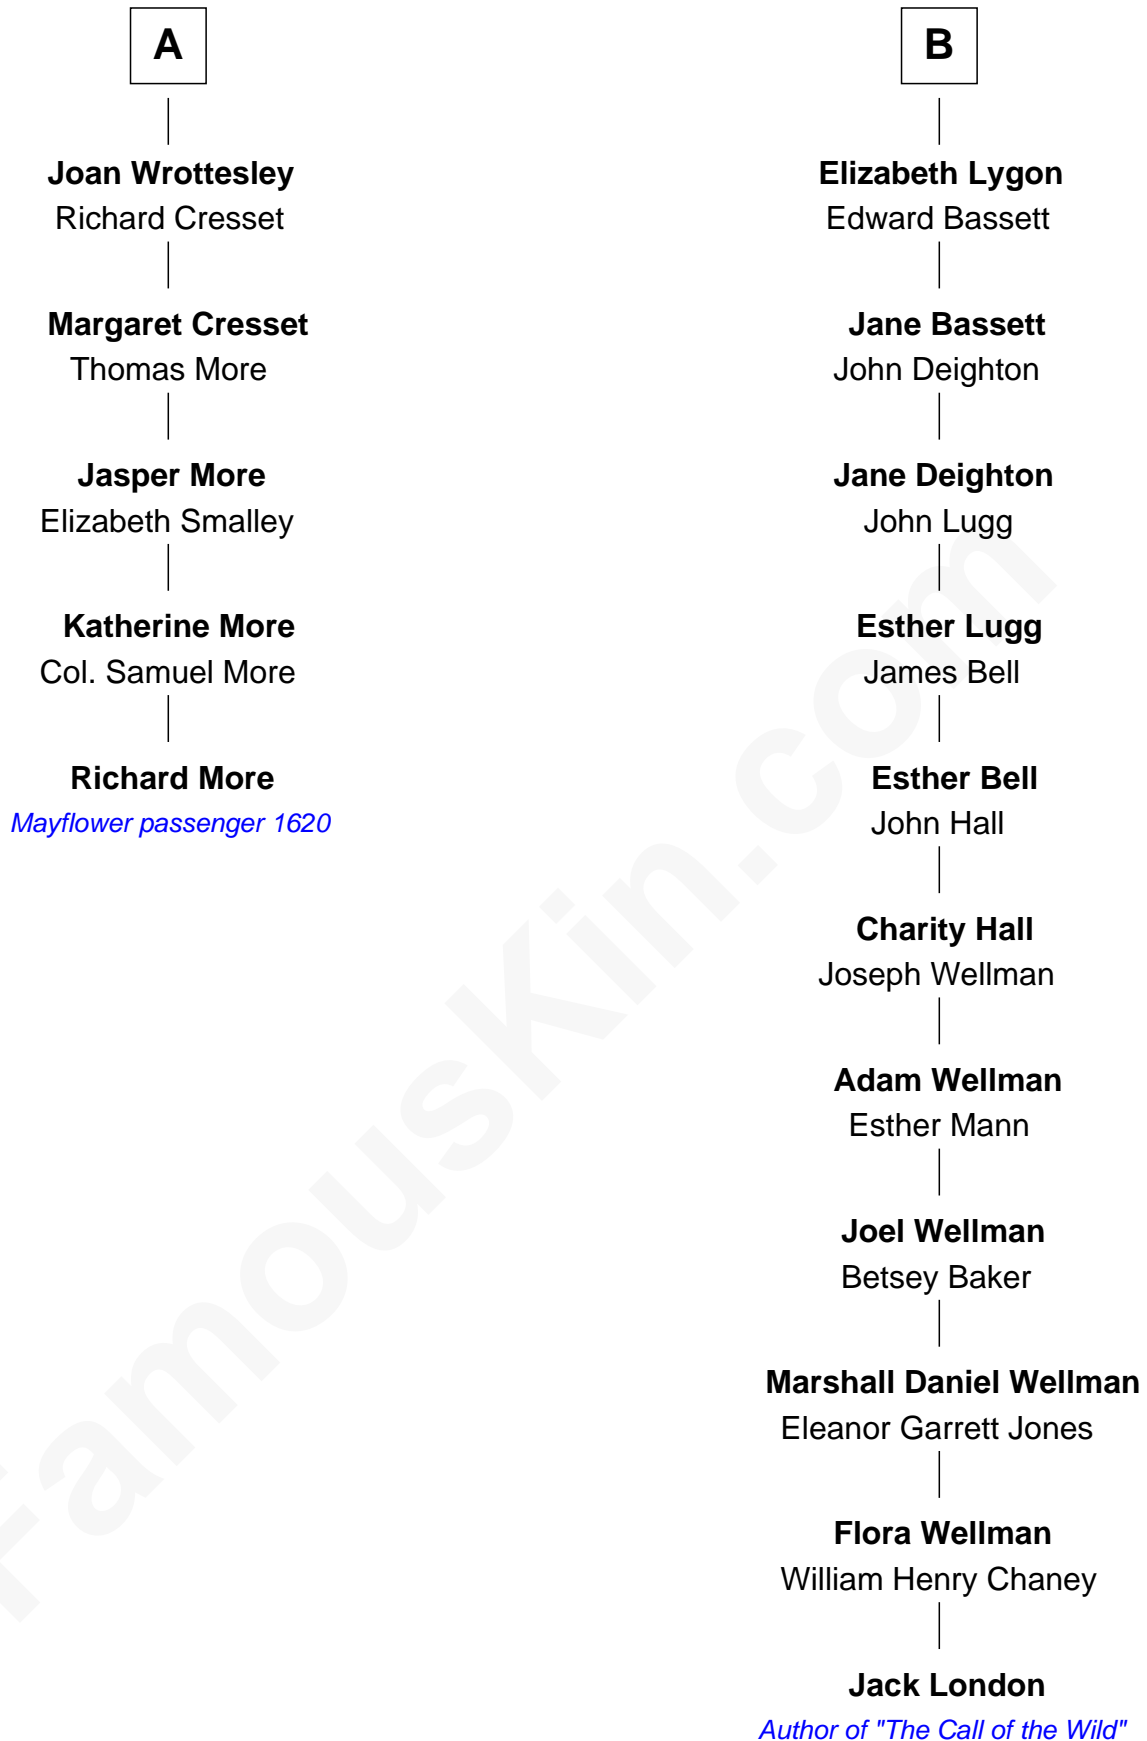 A
Joan Wrottesley
Richard Cresset
Margaret Cresset
Thomas More
Jasper More
Elizabeth Smalley
Katherine More
Col. Samuel More
Richard More
Mayflower passenger 1620
B
Elizabeth Lygon
Edward Bassett
Jane Bassett
John Deighton
Jane Deighton
John Lugg
Esther Lugg
James Bell
Esther Bell
John Hall
Charity Hall
Joseph Wellman
Adam Wellman
Esther Mann
Joel Wellman
Betsey Baker
Marshall Daniel Wellman
Eleanor Garrett Jones
Flora Wellman
William Henry Chaney
Jack London
Author of "The Call of the Wild"
FamousKin.com